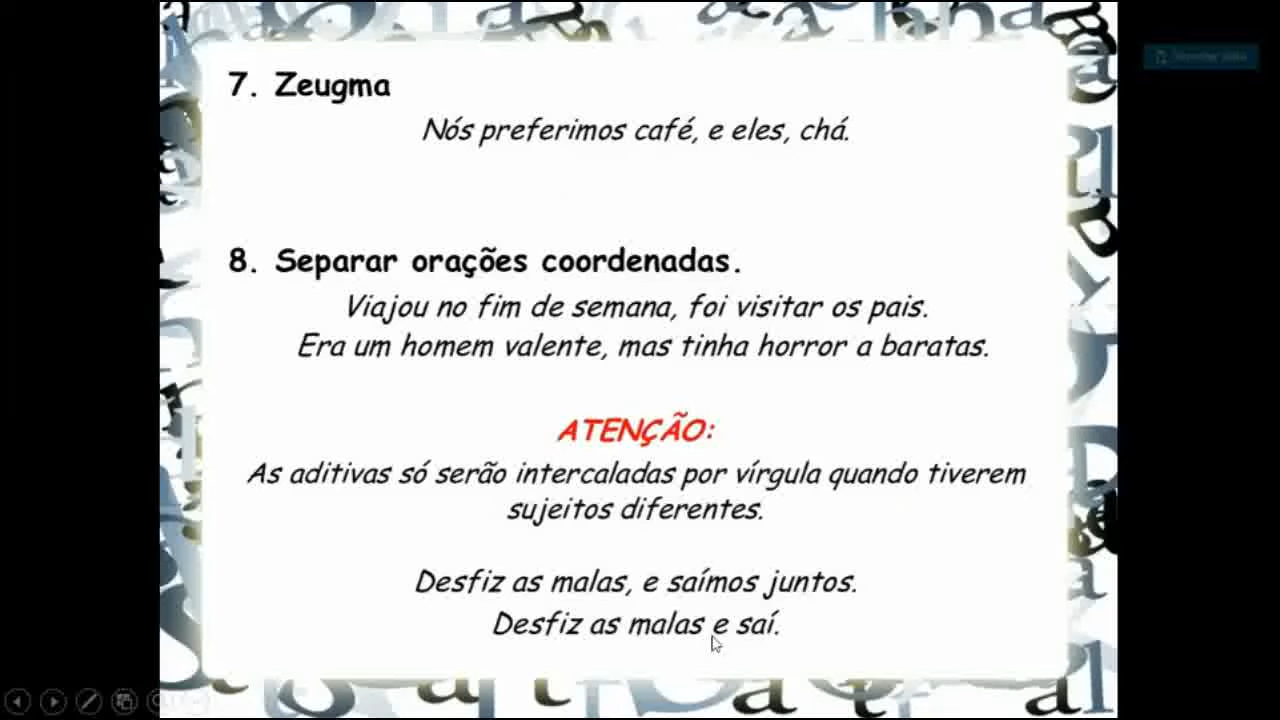 7. Zeugma
Nós preferimos café, e eles, chá.
8. Separar orações coordenadas.
Viajou no fim de semana, foi visitar os pais.
Era um homem valente, mas tinha horror a baratas.
ATENÇÃO:
As aditivas só serão intercaladas por vírgula quando tiverem
sujeitos diferentes.
Desfiz as malas, e saímos juntos.
Desfiz as malas e saí.